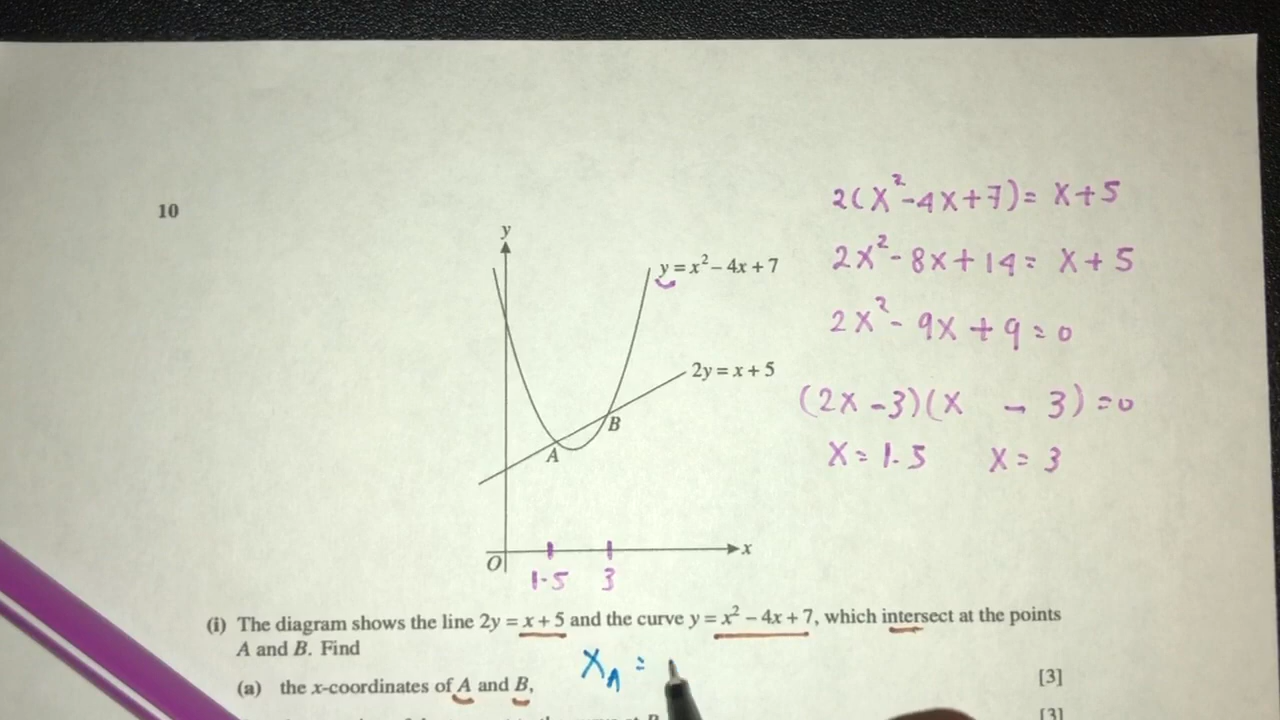 10
2(x²-4x+7)= x+5
y
y = x² – 4x + 7
2x²- 8x+14= x+5
2x²- 9x+9=0
2y = x + 5
(2x-3)(x - 3)=0
B
A
x=1.5 x=3
x
O
1.5 3
(i) The diagram shows the line 2y = x + 5 and the curve y = x² – 4x + 7, which intersect at the points
A and B. Find
x_A =
(a) the x-coordinates of A and B, [3]
[3]